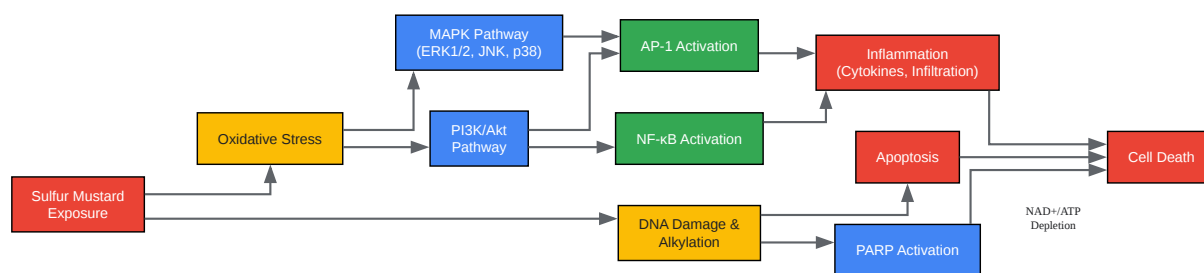 MAPK Pathway
(ERK1/2, JNK, p38)
AP-1 Activation
Inflammation
(Cytokines, Infiltration)
Oxidative Stress
PI3K/Akt
Pathway
NF-κB Activation
Apoptosis
Cell Death
Sulfur Mustard
Exposure
DNA Damage &
Alkylation
NAD+/ATP
Depletion
PARP Activation